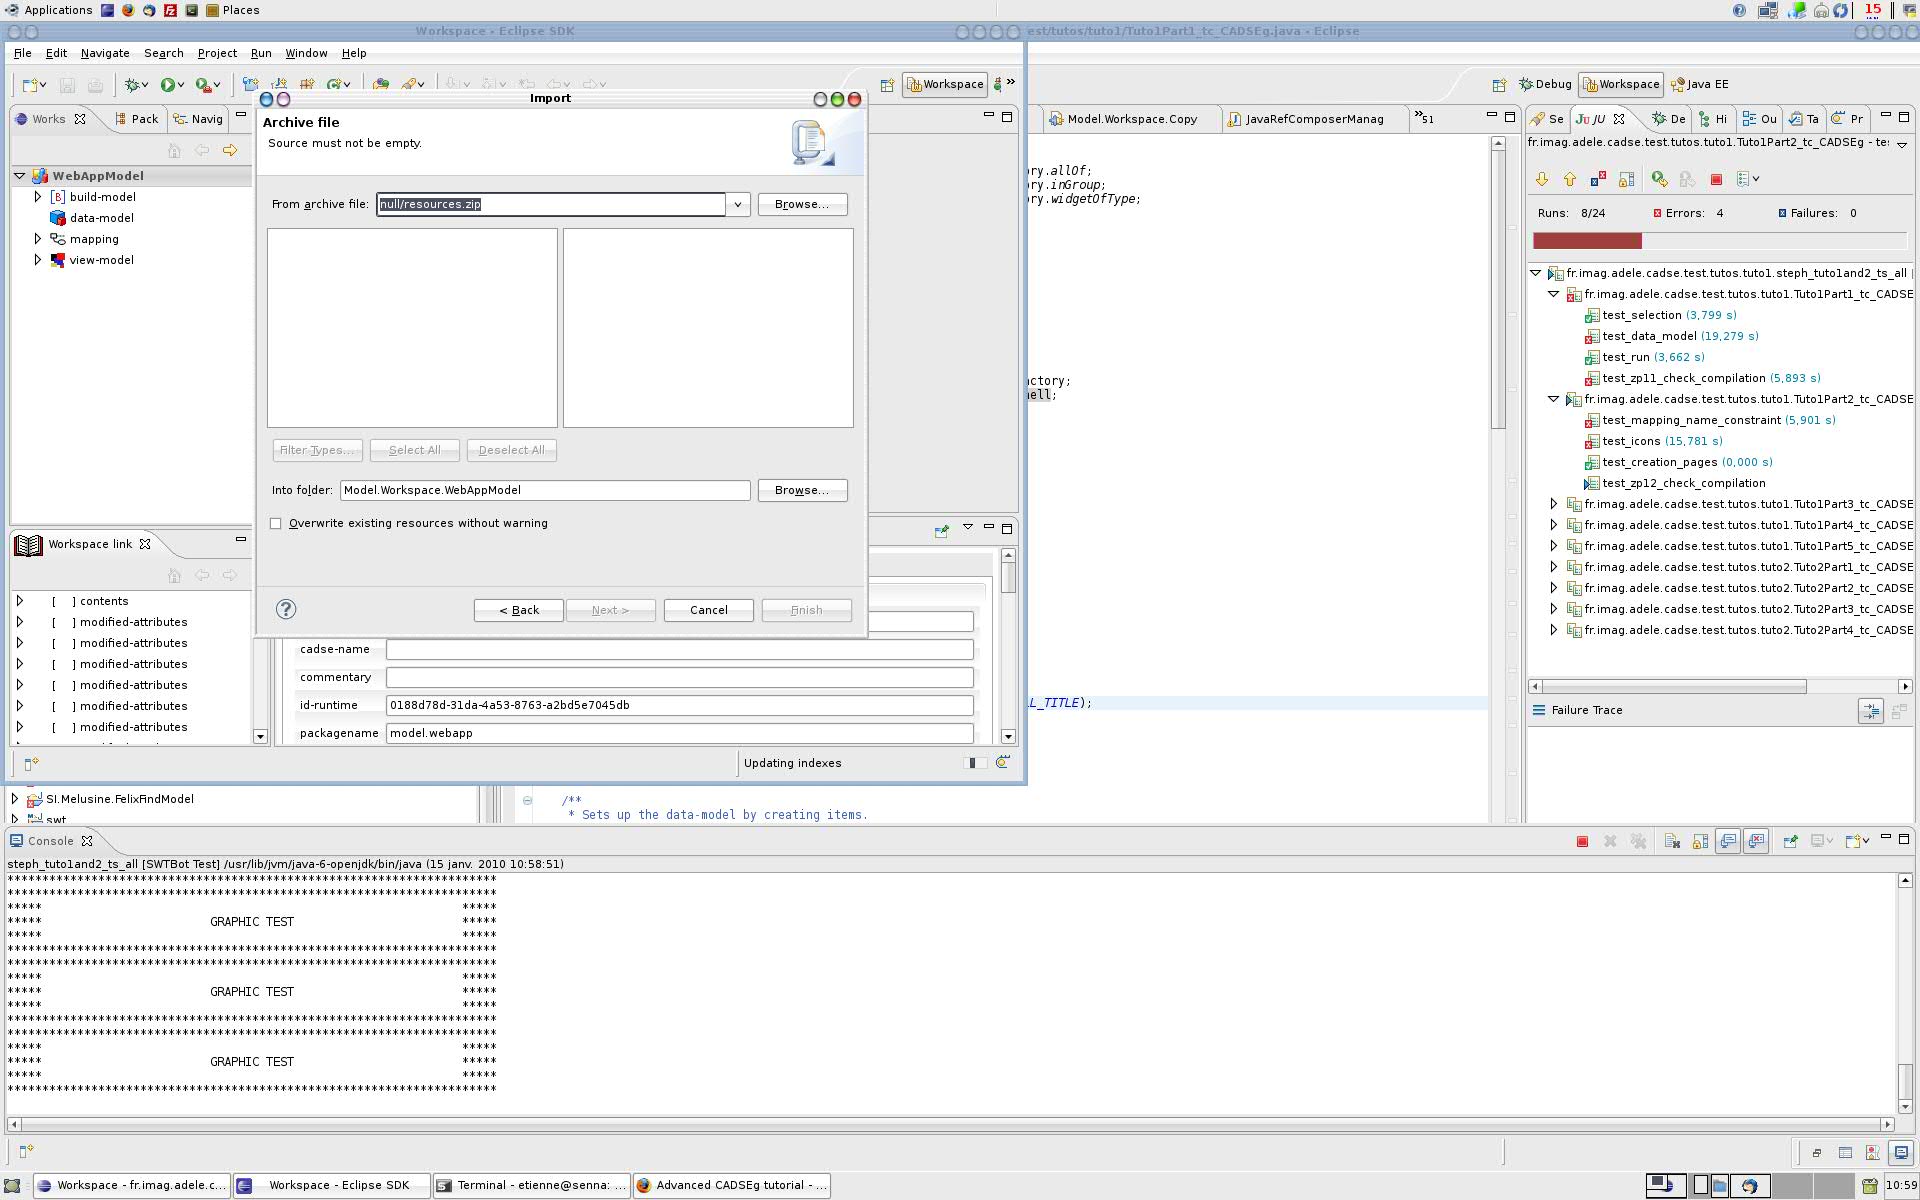 Applications Places 15
Workspace - Eclipse SDK
est/tutos/tuto1/Tuto1Part1_tc_CADSEg.java - Eclipse
File Edit Navigate Search Project Run Window Help
Workspace »
Debug Workspace Java EE
Works Pack Navig
Model.Workspace.Copy JavaRefComposerManag »51
Se Ju JU De Hi Ou Ta Pr
Import
Archive file
Source must not be empty.
From archive file: null/resources.zip Browse...
Filter Types... Select All Deselect All
Into folder: Model.Workspace.WebAppModel Browse...
Overwrite existing resources without warning
< Back Next > Cancel Finish
WebAppModel
build-model
data-model
mapping
view-model
Workspace link
[ ] contents
[ ] modified-attributes
[ ] modified-attributes
[ ] modified-attributes
[ ] modified-attributes
[ ] modified-attributes
[ ] modified-attributes
cadse-name
commentary
id-runtime 0188d78d-31da-4a53-8763-a2bd5e7045db
packagename model.webapp
Updating indexes
ry.allOf;
ry.inGroup;
ry.widgetOfType;
actory;
ell;
L_TITLE);
SI.Melusine.FelixFindModel
swt
/**
* Sets up the data-model by creating items.
fr.imag.adele.cadse.test.tutos.tuto1.Tuto1Part2_tc_CADSEg - te
Runs: 8/24 Errors: 4 Failures: 0
fr.imag.adele.cadse.test.tutos.tuto1.steph_tuto1and2_ts_all
fr.imag.adele.cadse.test.tutos.tuto1.Tuto1Part1_tc_CADSE
test_selection (3,799 s)
test_data_model (19,279 s)
test_run (3,662 s)
test_zp11_check_compilation (5,893 s)
fr.imag.adele.cadse.test.tutos.tuto1.Tuto1Part2_tc_CADSE
test_mapping_name_constraint (5,901 s)
test_icons (15,781 s)
test_creation_pages (0,000 s)
test_zp12_check_compilation
fr.imag.adele.cadse.test.tutos.tuto1.Tuto1Part3_tc_CADSE
fr.imag.adele.cadse.test.tutos.tuto1.Tuto1Part4_tc_CADSE
fr.imag.adele.cadse.test.tutos.tuto1.Tuto1Part5_tc_CADSE
fr.imag.adele.cadse.test.tutos.tuto2.Tuto2Part1_tc_CADSE
fr.imag.adele.cadse.test.tutos.tuto2.Tuto2Part2_tc_CADSE
fr.imag.adele.cadse.test.tutos.tuto2.Tuto2Part3_tc_CADSE
fr.imag.adele.cadse.test.tutos.tuto2.Tuto2Part4_tc_CADSE
Failure Trace
Console
steph_tuto1and2_ts_all [SWTBot Test] /usr/lib/jvm/java-6-openjdk/bin/java (15 janv. 2010 10:58:51)
**********************************************************************
**********************************************************************
***** *****
***** GRAPHIC TEST *****
***** *****
**********************************************************************
**********************************************************************
***** *****
***** GRAPHIC TEST *****
***** *****
**********************************************************************
**********************************************************************
***** *****
***** GRAPHIC TEST *****
***** *****
**********************************************************************
Workspace - fr.imag.adele.c... Workspace - Eclipse SDK Terminal - etienne@senna: ... Advanced CADSEg tutorial - ... 10:59